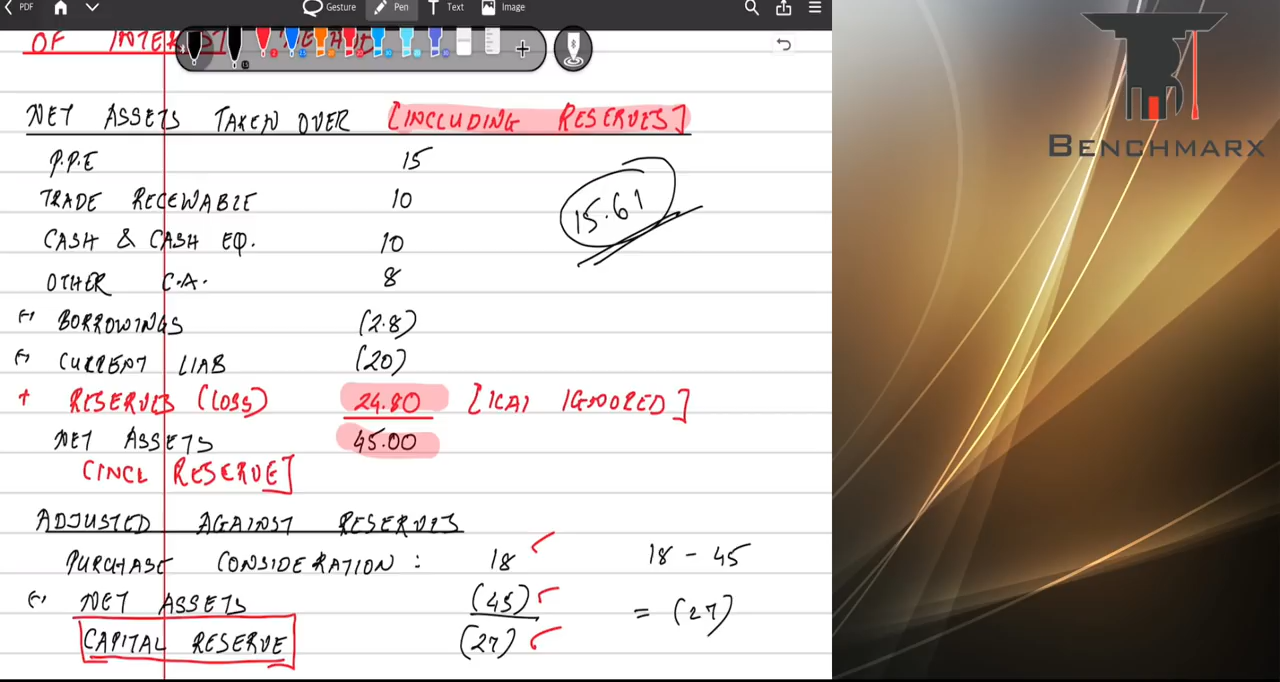 PDF Gesture Pen Text Image
OF INTEREST METHOD
NET ASSETS TAKEN OVER [INCLUDING RESERVES]
P.P.E 15
TRADE RECEIVABLE 10
15.61
CASH & CASH EQ. 10
OTHER C.A. 8
(-) BORROWINGS (2.8)
(-) CURRENT LIAB (20)
+ RESERVES (LOSS) 24.80 [ICAI IGNORED]
NET ASSETS 45.00
[INCL RESERVE]
ADJUSTED AGAINST RESERVES
PURCHASE CONSIDERATION : 18 18 - 45
(-) NET ASSETS (45) = (27)
CAPITAL RESERVE (27)
BENCHMARX